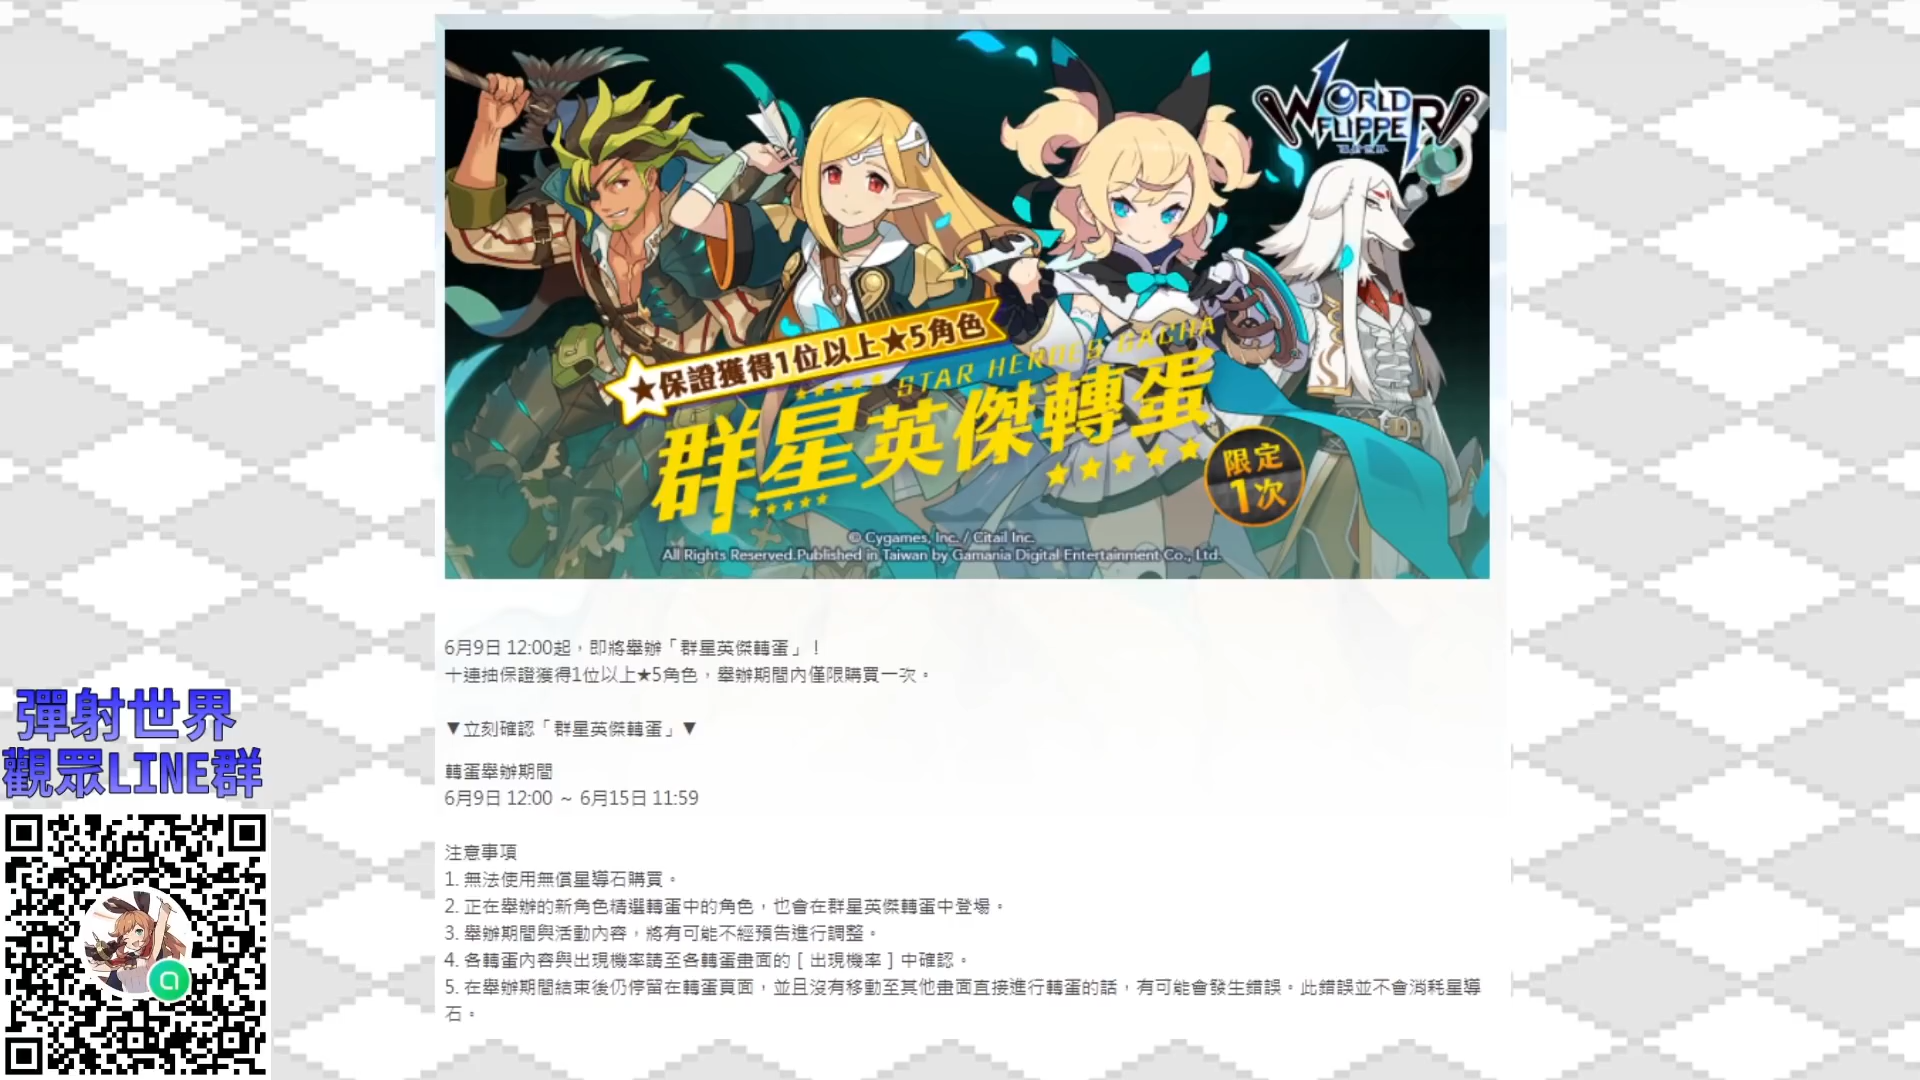 WORLD FLIPPER
★保證獲得1位以上★5角色
STAR HEROES GACHA
群星英傑轉蛋
限定
1次
© Cygames, Inc. / Citail Inc.
All Rights Reserved.Published in Taiwan by Gamania Digital Entertainment Co., Ltd.
6月9日 12:00起，即將舉辦「群星英傑轉蛋」！
十連抽保證獲得1位以上★5角色，舉辦期間內僅限購買一次。
▼立刻確認「群星英傑轉蛋」▼
轉蛋舉辦期間
6月9日 12:00 ～ 6月15日 11:59
注意事項
1. 無法使用無償星導石購買。
2. 正在舉辦的新角色精選轉蛋中的角色，也會在群星英傑轉蛋中登場。
3. 舉辦期間與活動內容，將有可能不經預告進行調整。
4. 各轉蛋內容與出現機率請至各轉蛋畫面的 [ 出現機率 ] 中確認。
5. 在舉辦期間結束後仍停留在轉蛋頁面，並且沒有移動至其他畫面直接進行轉蛋的話，有可能會發生錯誤。此錯誤並不會消耗星導
石。
彈射世界
觀眾LINE群